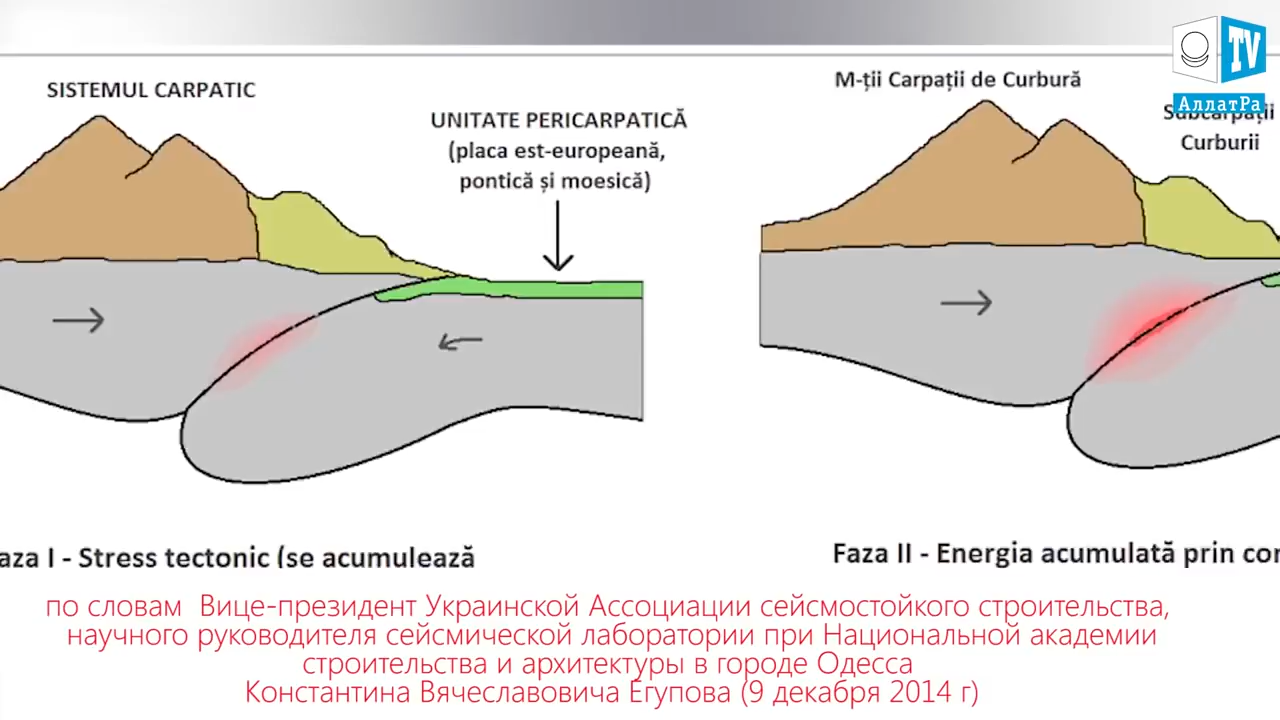 SISTEMUL CARPATIC
UNITATE PERICARPATICĂ
(placa est-europeană,
pontică și moesică)
M-ții Carpații de Curbură
TV
АллатРа
Subcarpații
Curburii
aza I - Stress tectonic (se acumulează
Faza II - Energia acumulată prin con
по словам Вице-президент Украинской Ассоциации сейсмостойкого строительства,
научного руководителя сейсмической лаборатории при Национальной академии
строительства и архитектуры в городе Одесса
Константина Вячеславовича Егупова (9 декабря 2014 г)